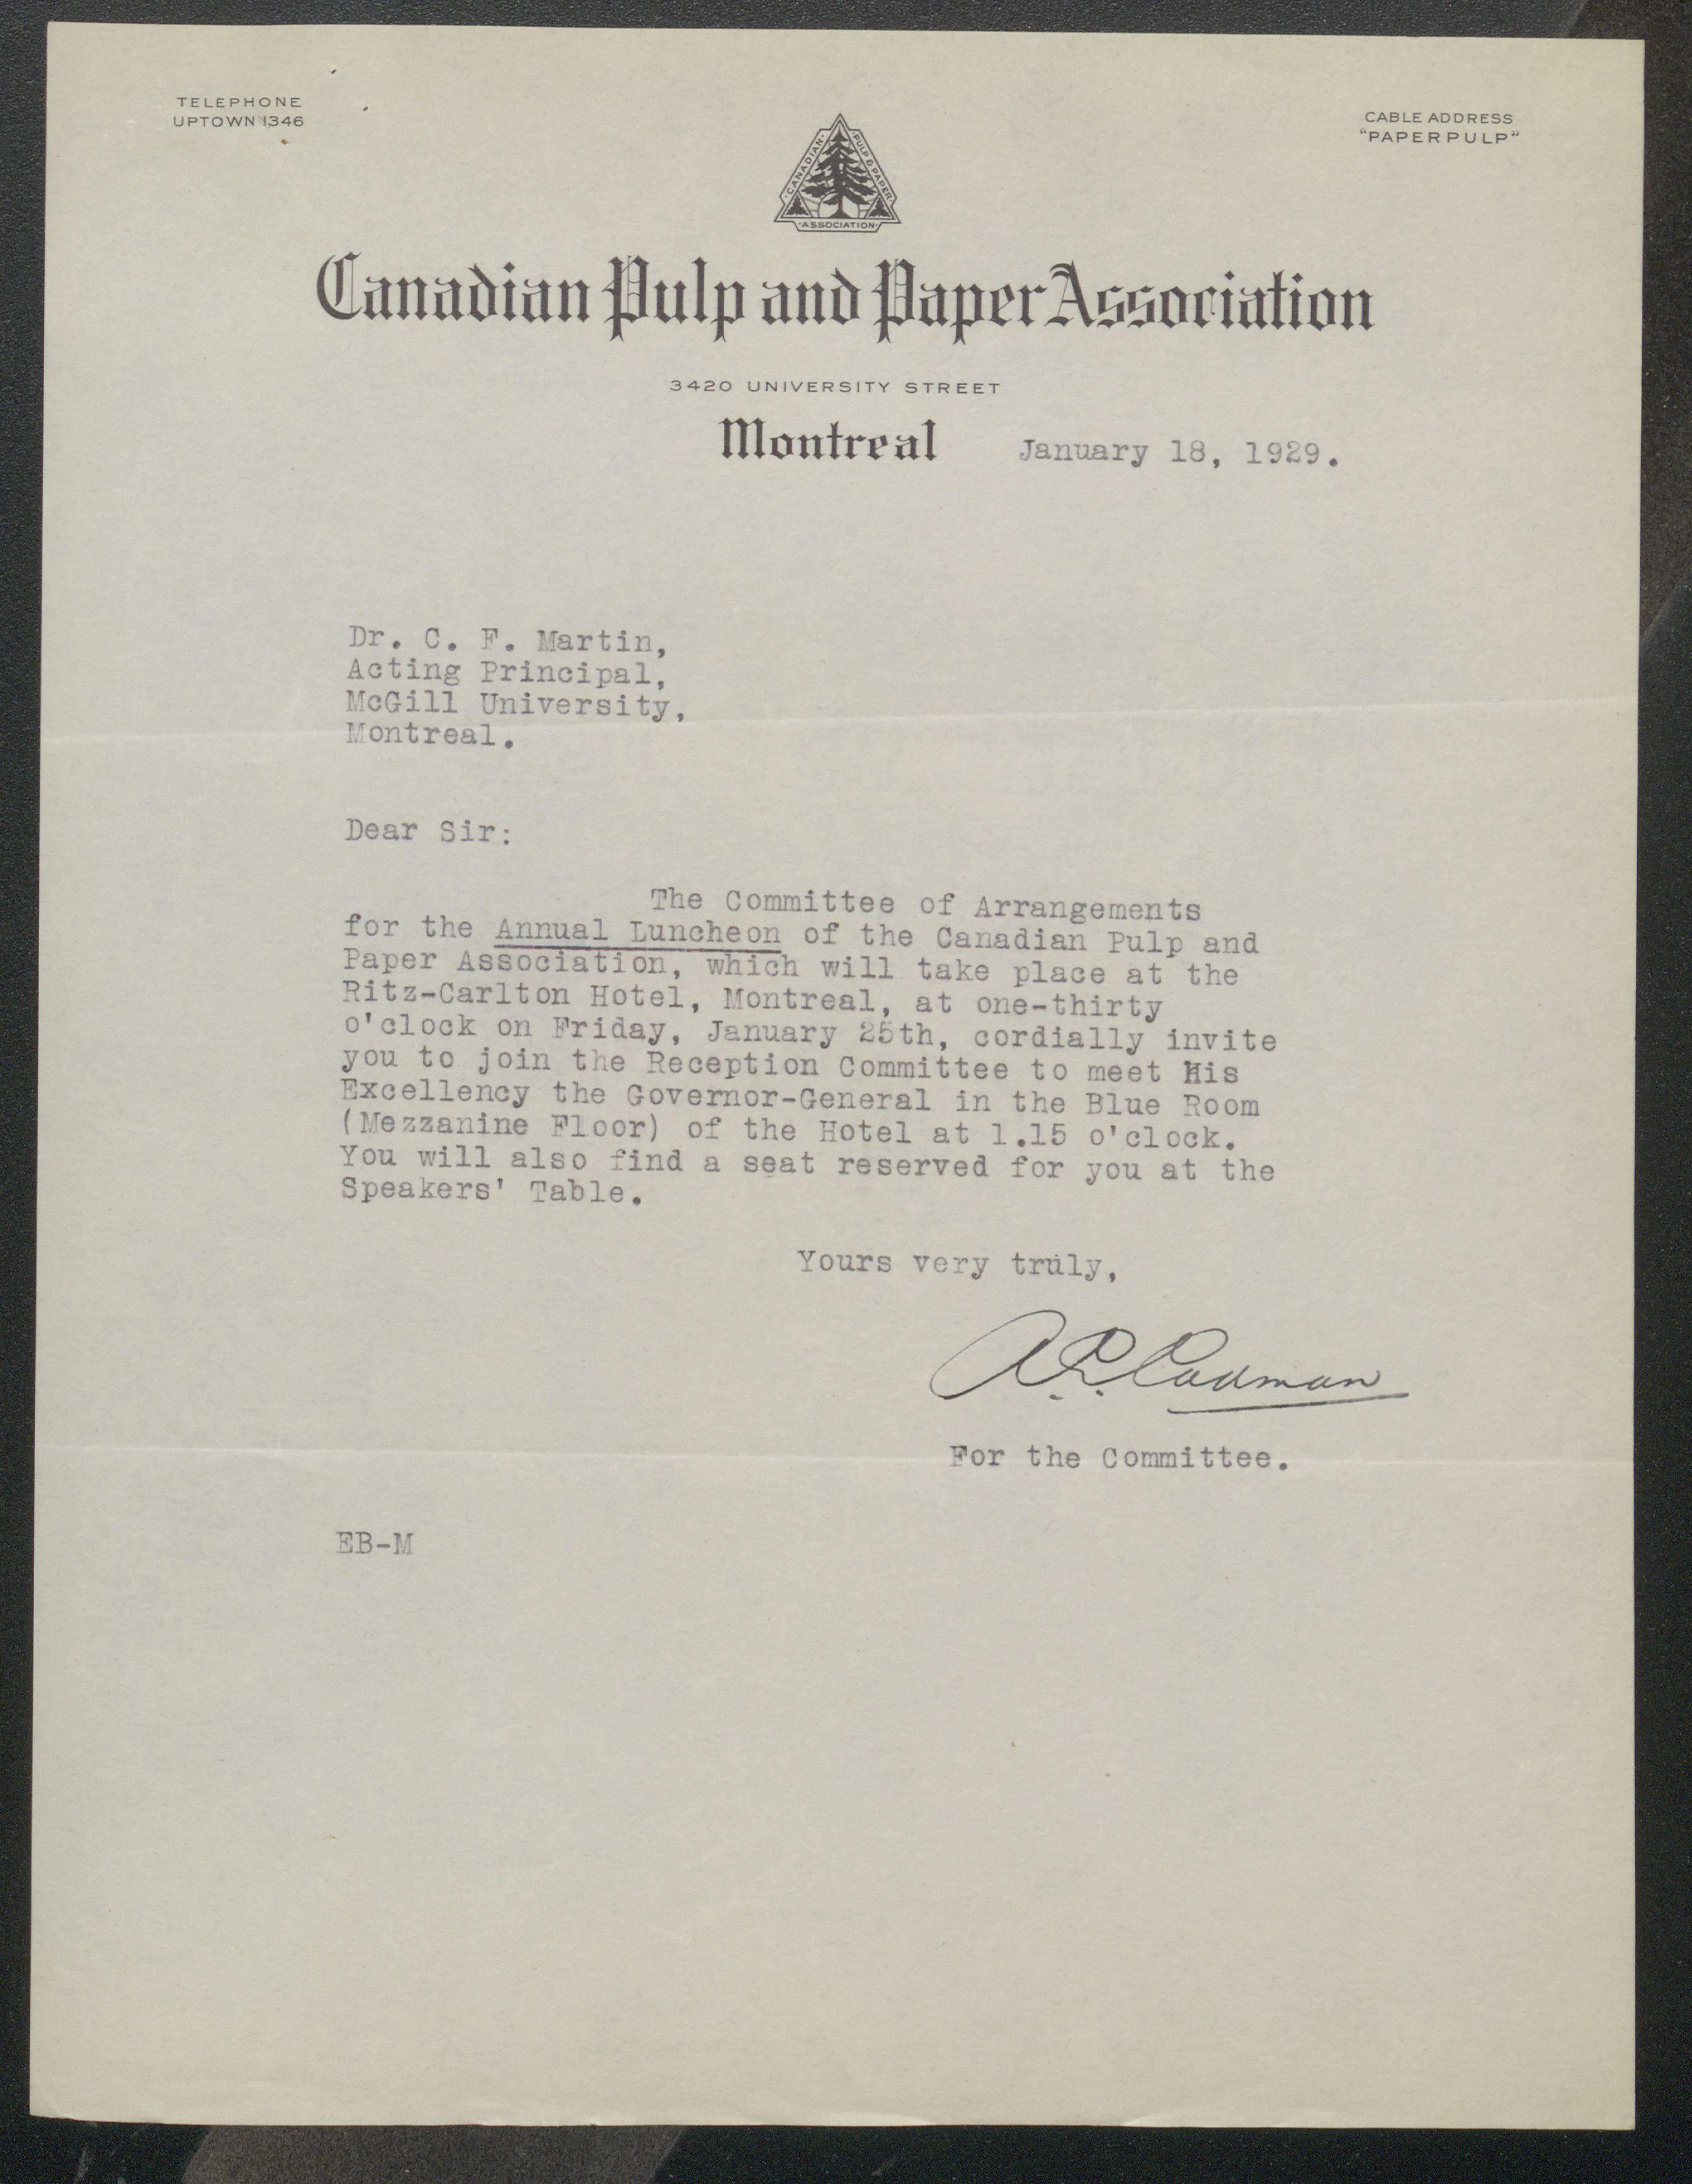 TELEPHONE
UPTOWN 1346
CABLE ADDRESS
"PAPERPULP"
CANADIAN PULP & PAPER ASSOCIATION
Canadian Pulp and Paper Association
3420 UNIVERSITY STREET
Montreal January 18, 1929.
Dr. C. F. Martin,
Acting Principal,
McGill University,
Montreal.
Dear Sir:
The Committee of Arrangements
for the Annual Luncheon of the Canadian Pulp and
Paper Association, which will take place at the
Ritz-Carlton Hotel, Montreal, at one-thirty
o'clock on Friday, January 25th, cordially invite
you to join the Reception Committee to meet His
Excellency the Governor-General in the Blue Room
(Mezzanine Floor) of the Hotel at 1.15 o'clock.
You will also find a seat reserved for you at the
Speakers' Table.
Yours very truly,
For the Committee.
EB-M